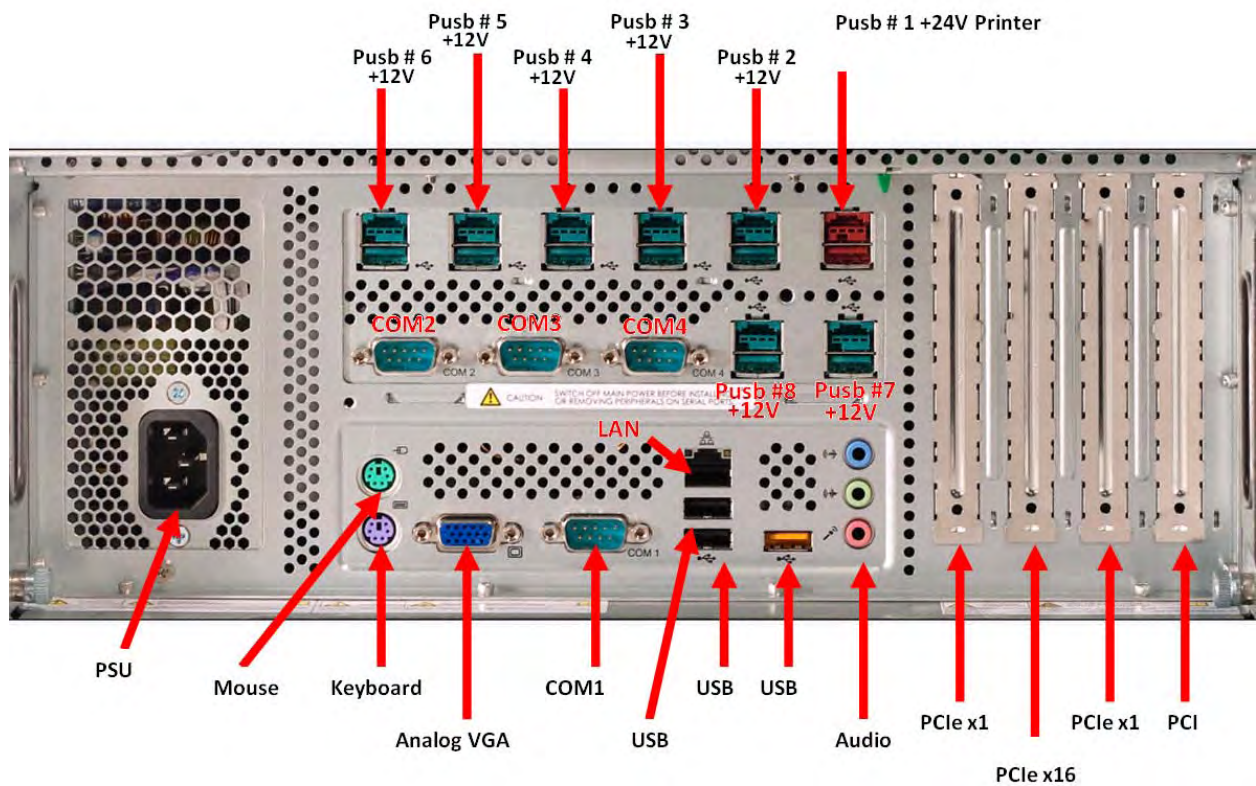 Pusb # 5
+12V
Pusb # 3
+12V
Pusb # 1 +24V Printer
Pusb # 6
+12V
Pusb # 4
+12V
Pusb # 2
+12V
COM2
COM3
COM4
COM 2
COM 3
COM 4
CAUTION
SWITCH OFF MAIN POWER BEFORE INSTALL
OR REMOVING PERIPHERALS ON SERIAL PORTS
Pusb #8
+12V
Pusb #7
+12V
LAN
COM 1
PSU
Mouse
Keyboard
COM1
USB
USB
Analog VGA
USB
Audio
PCIe x1
PCIe x1
PCI
PCIe x16